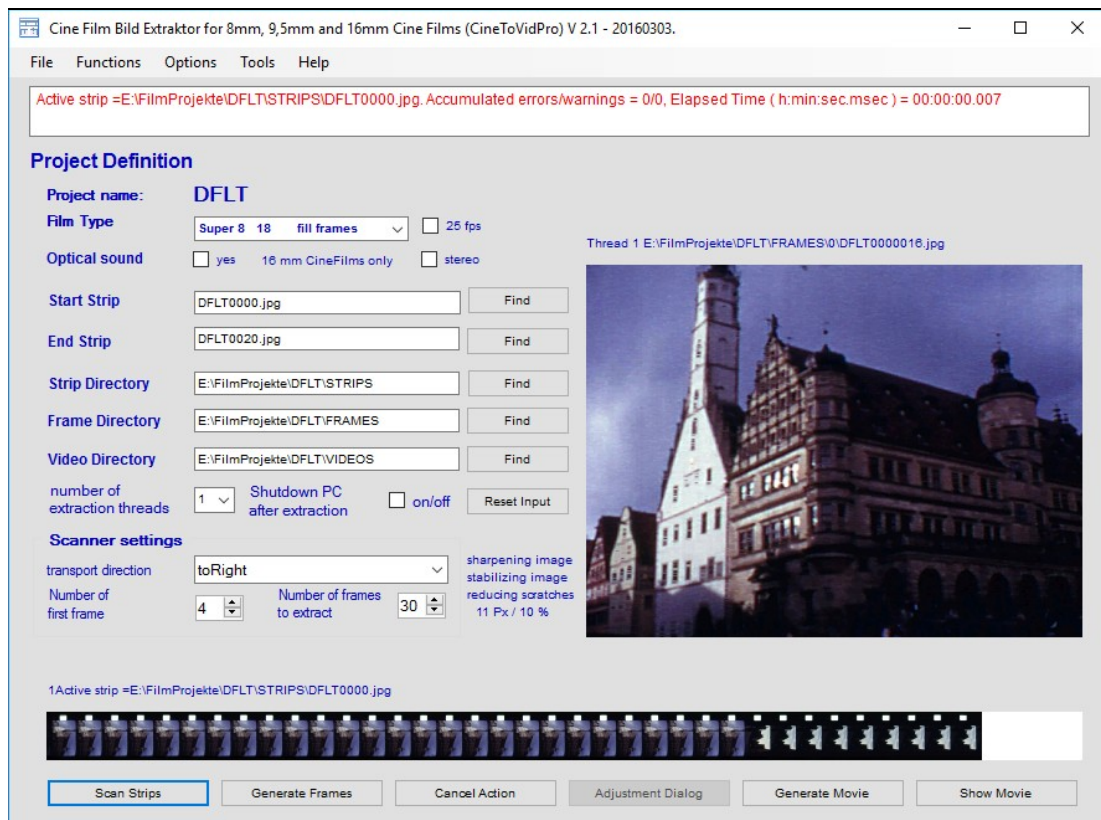 Cine Film Bild Extraktor for 8mm, 9,5mm and 16mm Cine Films (CineToVidPro) V 2.1 - 20160303.
File Functions Options Tools Help
Active strip =E:\FilmProjekte\DFLT\STRIPS\DFLT0000.jpg. Accumulated errors/warnings = 0/0, Elapsed Time ( h:min:sec.msec ) = 00:00:00.007
Project Definition
Project name: DFLT
Film Type Super 8 18 fill frames 25 fps
Thread 1 E:\FilmProjekte\DFLT\FRAMES\0\DFLT0000016.jpg
Optical sound yes 16 mm CineFilms only stereo
Start Strip DFLT0000.jpg Find
End Strip DFLT0020.jpg Find
Strip Directory E:\FilmProjekte\DFLT\STRIPS Find
Frame Directory E:\FilmProjekte\DFLT\FRAMES Find
Video Directory E:\FilmProjekte\DFLT\VIDEOS Find
number of
extraction threads
1
Shutdown PC
after extraction
on/off
Reset Input
Scanner settings
transport direction toRight
Number of
first frame
4
Number of frames
to extract
30
sharpening image
stabilizing image
reducing scratches
11 Px / 10 %
1Active strip =E:\FilmProjekte\DFLT\STRIPS\DFLT0000.jpg
Scan Strips Generate Frames Cancel Action Adjustment Dialog Generate Movie Show Movie